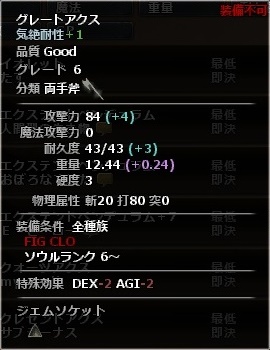 魔法 重量 装備不可
グレートアクス
気絶耐性+1
品質 Good
グレード 6
分類 両手斧
攻撃力 84 (+4)
魔法攻撃力 0
耐久度 43/43 (+3)
重量 12.44 (+0.24)
硬度 3
物理属性 斬20 打80 突0
装備条件 全種族
FIG CLO
ソウルランク 6～
特殊効果 DEX-2 AGI-2
ジェムソケット
最低
即決
最低
即決
最低
即決
最低
即決
最低
即決